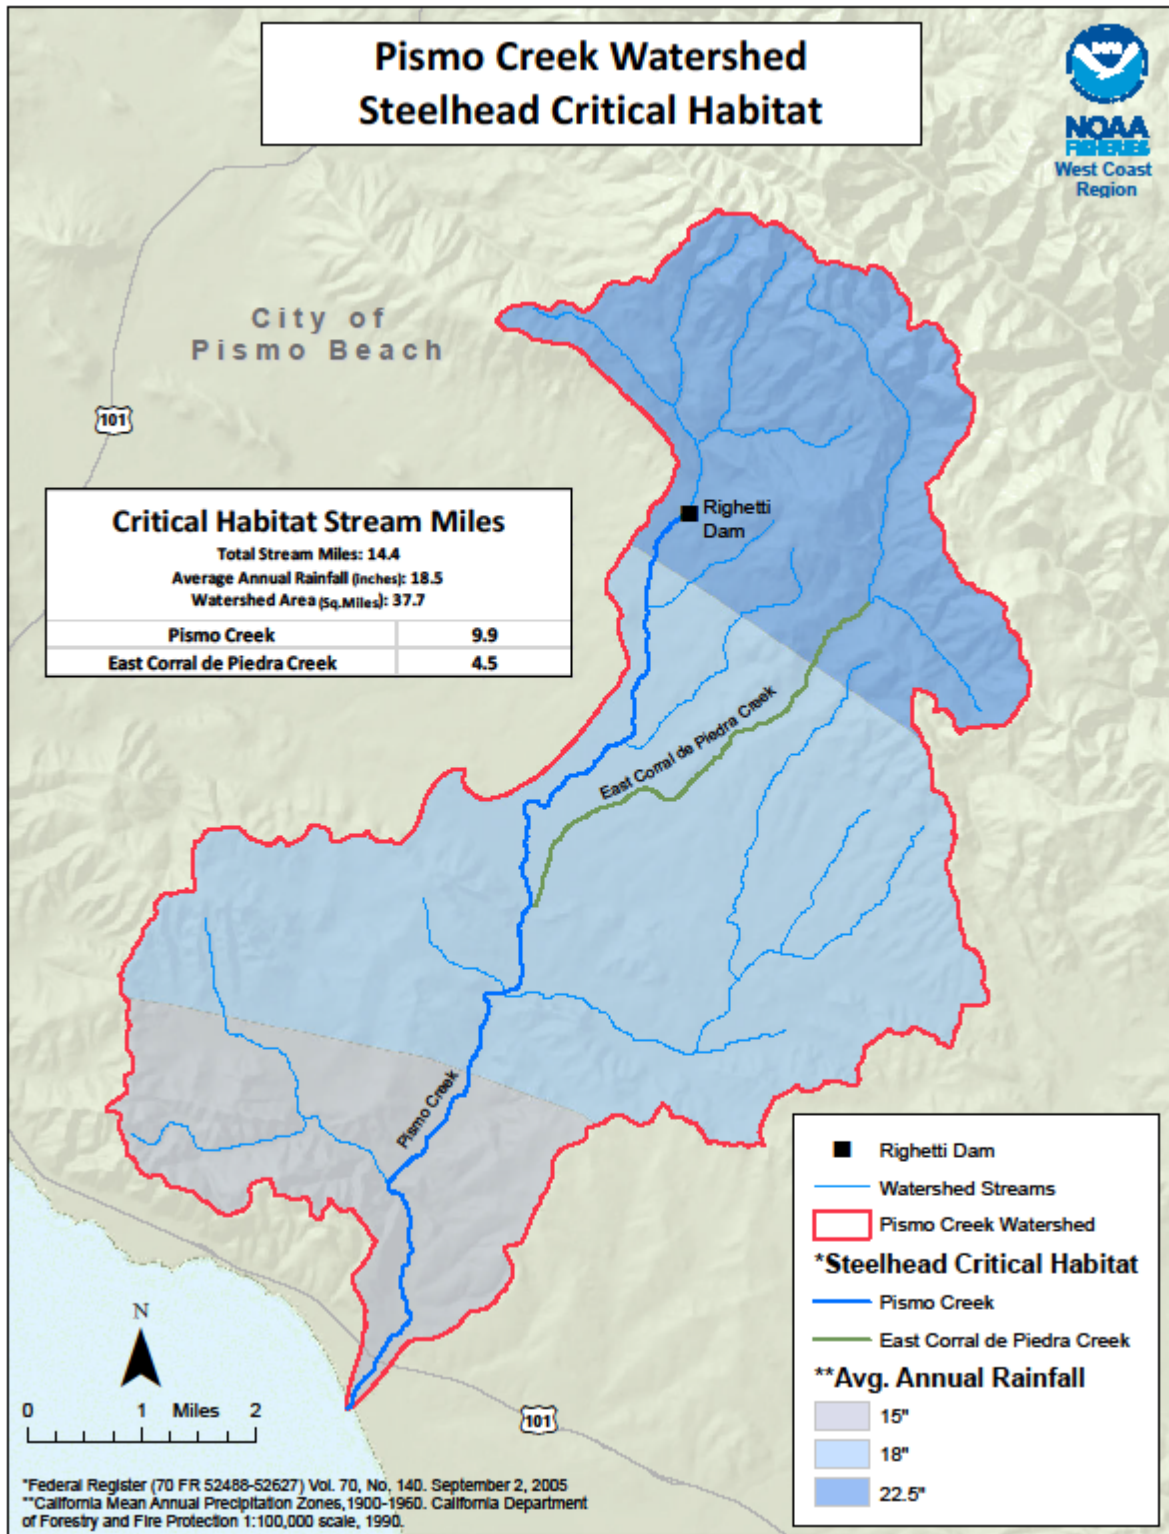 Pismo Creek Watershed
Steelhead Critical Habitat
NOAA
FISHERIES
West Coast
Region
City of
Pismo Beach
101
Righetti
Dam
Critical Habitat Stream Miles
Total Stream Miles: 14.4
Average Annual Rainfall (inches): 18.5
Watershed Area (Sq.Miles): 37.7
Pismo Creek 9.9
East Corral de Piedra Creek 4.5
East Corral de Piedra Creek
Pismo Creek
Righetti Dam
Watershed Streams
Pismo Creek Watershed
*Steelhead Critical Habitat
Pismo Creek
East Corral de Piedra Creek
**Avg. Annual Rainfall
15"
18"
22.5"
N
0 1 Miles 2
101
*Federal Register (70 FR 52488-52627) Vol. 70, No. 140. September 2, 2005
**California Mean Annual Precipitation Zones,1900-1960. California Department
of Forestry and Fire Protection 1:100,000 scale, 1990.